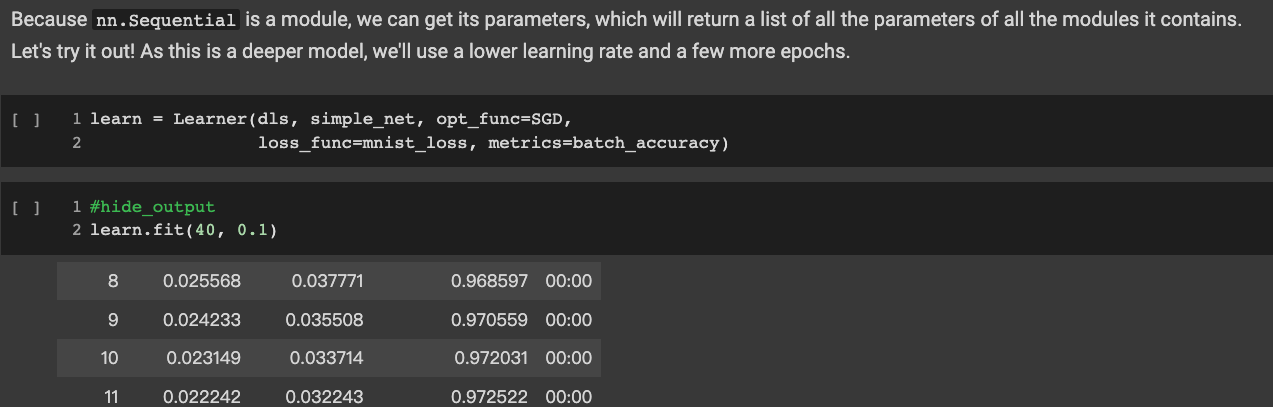 Because nn.Sequential is a module, we can get its parameters, which will return a list of all the parameters of all the modules it contains.
Let's try it out! As this is a deeper model, we'll use a lower learning rate and a few more epochs.
[ ] 1 learn = Learner(dls, simple_net, opt_func=SGD,
2 loss_func=mnist_loss, metrics=batch_accuracy)
[ ] 1 #hide_output
2 learn.fit(40, 0.1)
8 0.025568 0.037771 0.968597 00:00
9 0.024233 0.035508 0.970559 00:00
10 0.023149 0.033714 0.972031 00:00
11 0.022242 0.032243 0.972522 00:00